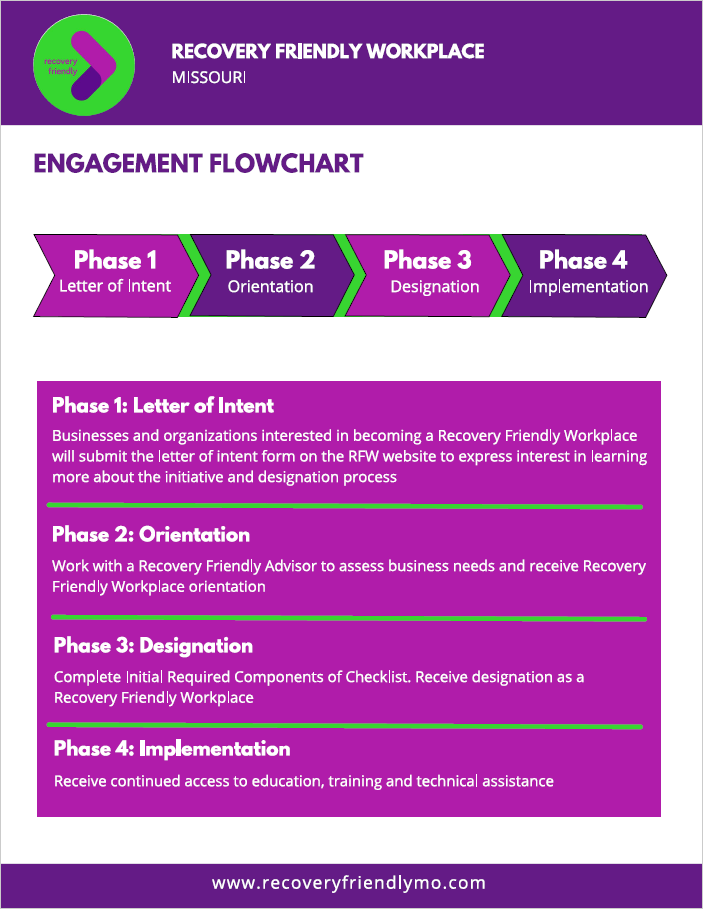 recovery
friendly
RECOVERY FRIENDLY WORKPLACE
MISSOURI
ENGAGEMENT FLOWCHART
Phase 1
Letter of Intent
Phase 2
Orientation
Phase 3
Designation
Phase 4
Implementation
Phase 1: Letter of Intent
Businesses and organizations interested in becoming a Recovery Friendly Workplace
will submit the letter of intent form on the RFW website to express interest in learning
more about the initiative and designation process
Phase 2: Orientation
Work with a Recovery Friendly Advisor to assess business needs and receive Recovery
Friendly Workplace orientation
Phase 3: Designation
Complete Initial Required Components of Checklist. Receive designation as a
Recovery Friendly Workplace
Phase 4: Implementation
Receive continued access to education, training and technical assistance
www.recoveryfriendlymo.com